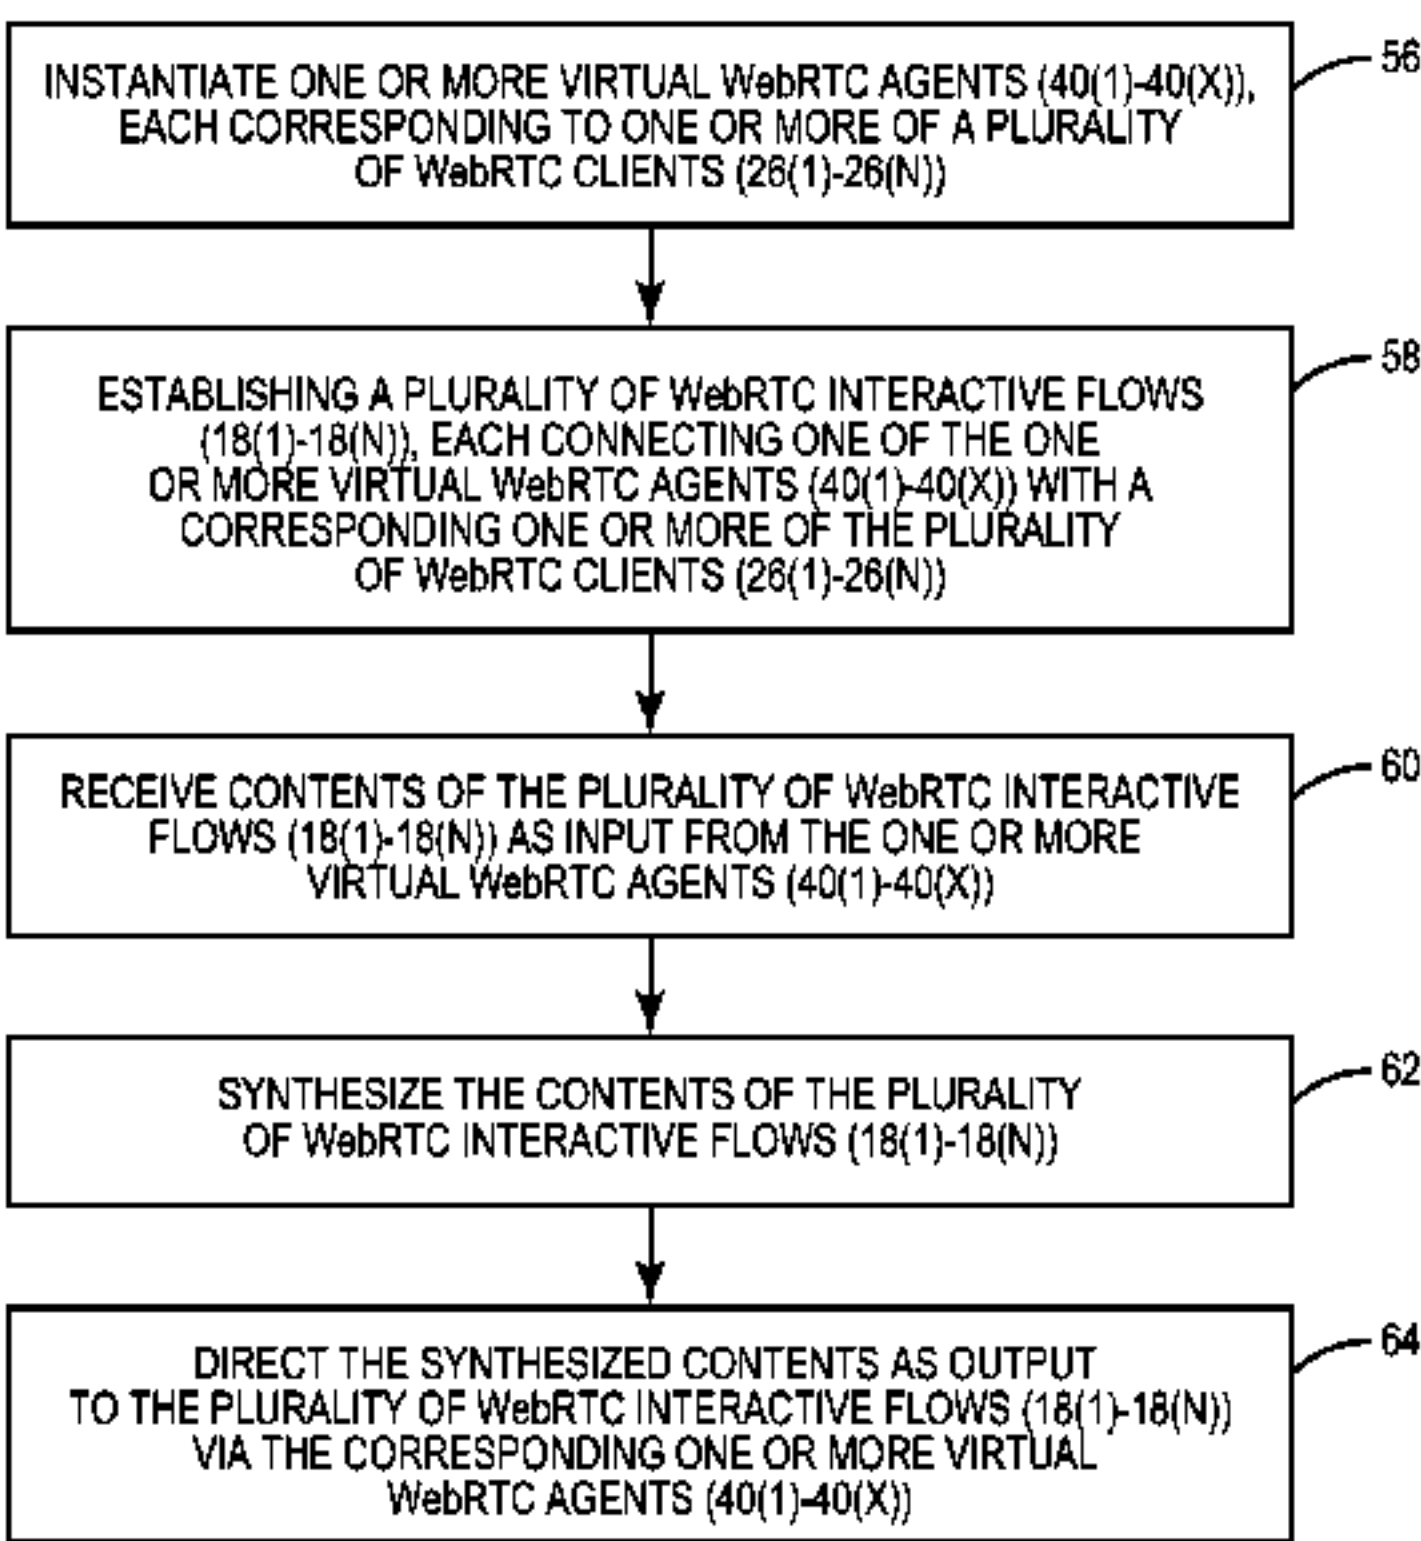 INSTANTIATE ONE OR MORE VIRTUAL WebRTC AGENTS (40(1)-40(X)),
EACH CORRESPONDING TO ONE OR MORE OF A PLURALITY
OF WebRTC CLIENTS (26(1)-26(N))
56
ESTABLISHING A PLURALITY OF WebRTC INTERACTIVE FLOWS
(18(1)-18(N)), EACH CONNECTING ONE OF THE ONE
OR MORE VIRTUAL WebRTC AGENTS (40(1)-40(X)) WITH A
CORRESPONDING ONE OR MORE OF THE PLURALITY
OF WebRTC CLIENTS (26(1)-26(N))
58
RECEIVE CONTENTS OF THE PLURALITY OF WebRTC INTERACTIVE
FLOWS (18(1)-18(N)) AS INPUT FROM THE ONE OR MORE
VIRTUAL WebRTC AGENTS (40(1)-40(X))
60
SYNTHESIZE THE CONTENTS OF THE PLURALITY
OF WebRTC INTERACTIVE FLOWS (18(1)-18(N))
62
DIRECT THE SYNTHESIZED CONTENTS AS OUTPUT
TO THE PLURALITY OF WebRTC INTERACTIVE FLOWS (18(1)-18(N))
VIA THE CORRESPONDING ONE OR MORE VIRTUAL
WebRTC AGENTS (40(1)-40(X))
64